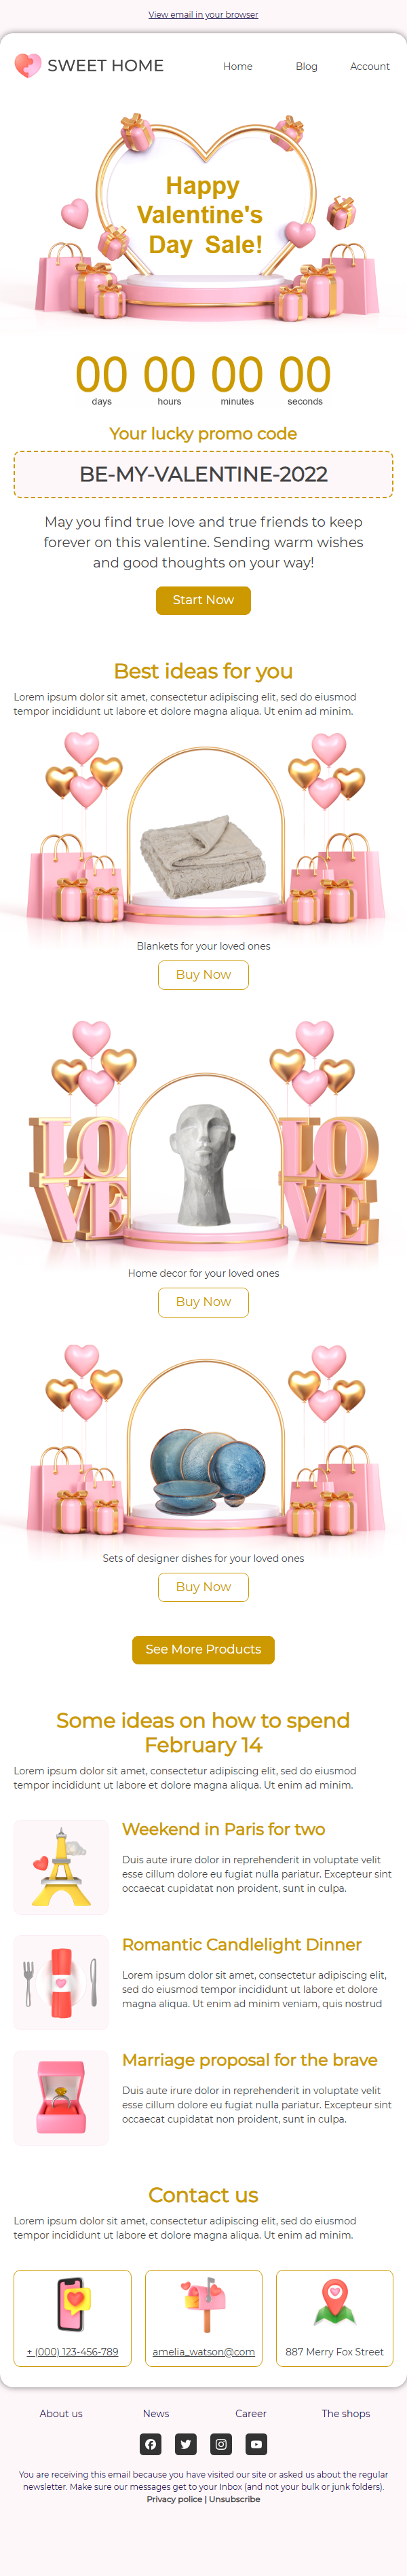 View email in your browser
SWEET HOME
Home Blog Account
Happy
Valentine's
Day Sale!
00 00 00 00
days hours minutes seconds
Your lucky promo code
BE-MY-VALENTINE-2022
May you find true love and true friends to keep
forever on this valentine. Sending warm wishes
and good thoughts on your way!
Start Now
Best ideas for you
Lorem ipsum dolor sit amet, consectetur adipiscing elit, sed do eiusmod
tempor incididunt ut labore et dolore magna aliqua. Ut enim ad minim.
Blankets for your loved ones
Buy Now
LO LO
VE VE
Home decor for your loved ones
Buy Now
Sets of designer dishes for your loved ones
Buy Now
See More Products
Some ideas on how to spend
February 14
Lorem ipsum dolor sit amet, consectetur adipiscing elit, sed do eiusmod
tempor incididunt ut labore et dolore magna aliqua. Ut enim ad minim.
Weekend in Paris for two
Duis aute irure dolor in reprehenderit in voluptate velit
esse cillum dolore eu fugiat nulla pariatur. Excepteur sint
occaecat cupidatat non proident, sunt in culpa.
Romantic Candlelight Dinner
Lorem ipsum dolor sit amet, consectetur adipiscing elit,
sed do eiusmod tempor incididunt ut labore et dolore
magna aliqua. Ut enim ad minim veniam, quis nostrud
Marriage proposal for the brave
Duis aute irure dolor in reprehenderit in voluptate velit
esse cillum dolore eu fugiat nulla pariatur. Excepteur sint
occaecat cupidatat non proident, sunt in culpa.
Contact us
Lorem ipsum dolor sit amet, consectetur adipiscing elit, sed do eiusmod
tempor incididunt ut labore et dolore magna aliqua. Ut enim ad minim.
+ (000) 123-456-789
amelia_watson@com
887 Merry Fox Street
About us News Career The shops
You are receiving this email because you have visited our site or asked us about the regular
newsletter. Make sure our messages get to your Inbox (and not your bulk or junk folders).
Privacy police | Unsubscribe